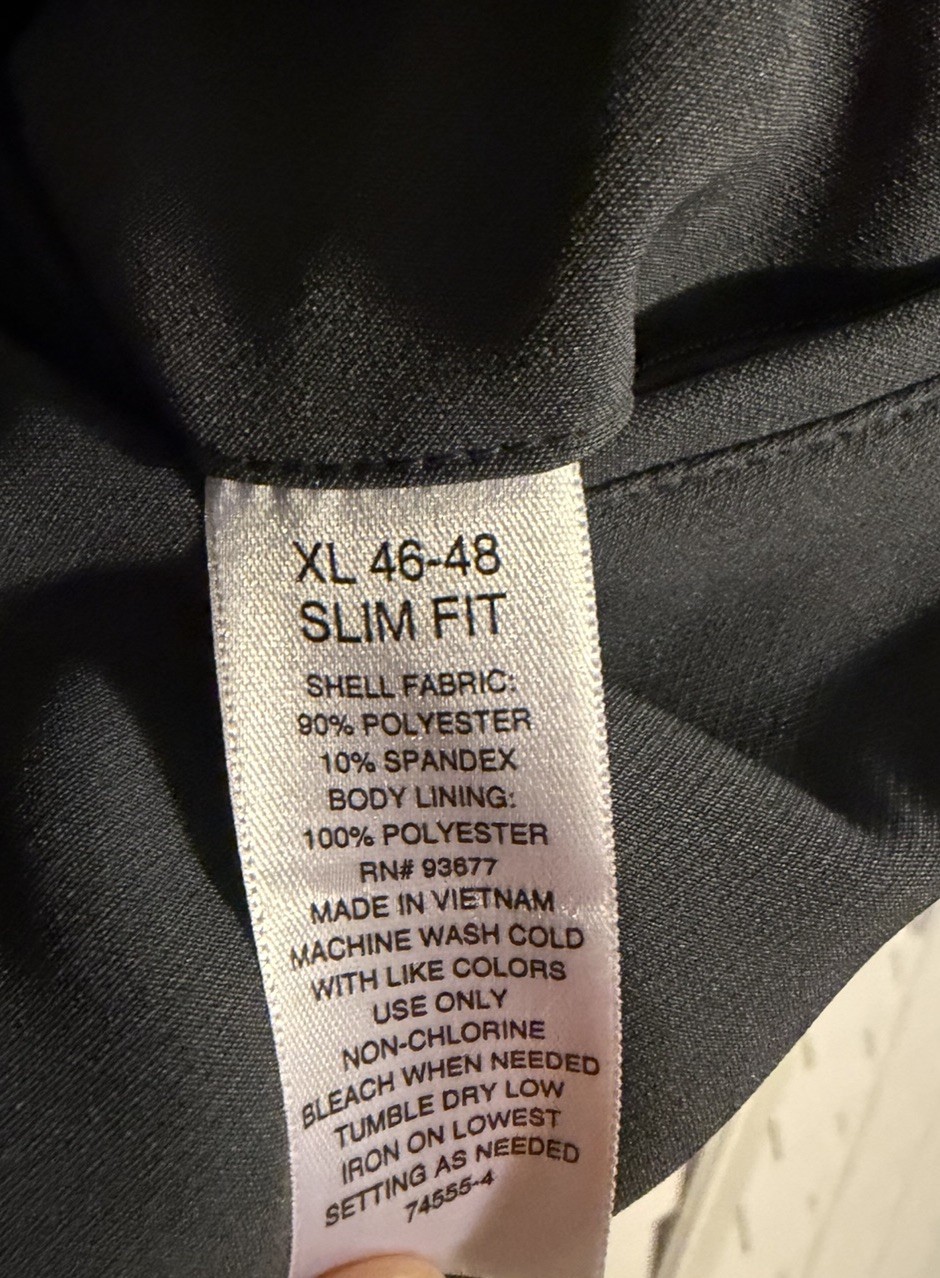 XL 46-48
SLIM FIT
SHELL FABRIC:
90% POLYESTER
10% SPANDEX
BODY LINING:
100% POLYESTER
RN# 93677
MADE IN VIETNAM
MACHINE WASH COLD
WITH LIKE COLORS
USE ONLY
NON-CHLORINE
BLEACH WHEN NEEDED
TUMBLE DRY LOW
IRON ON LOWEST
SETTING AS NEEDED
74555-4